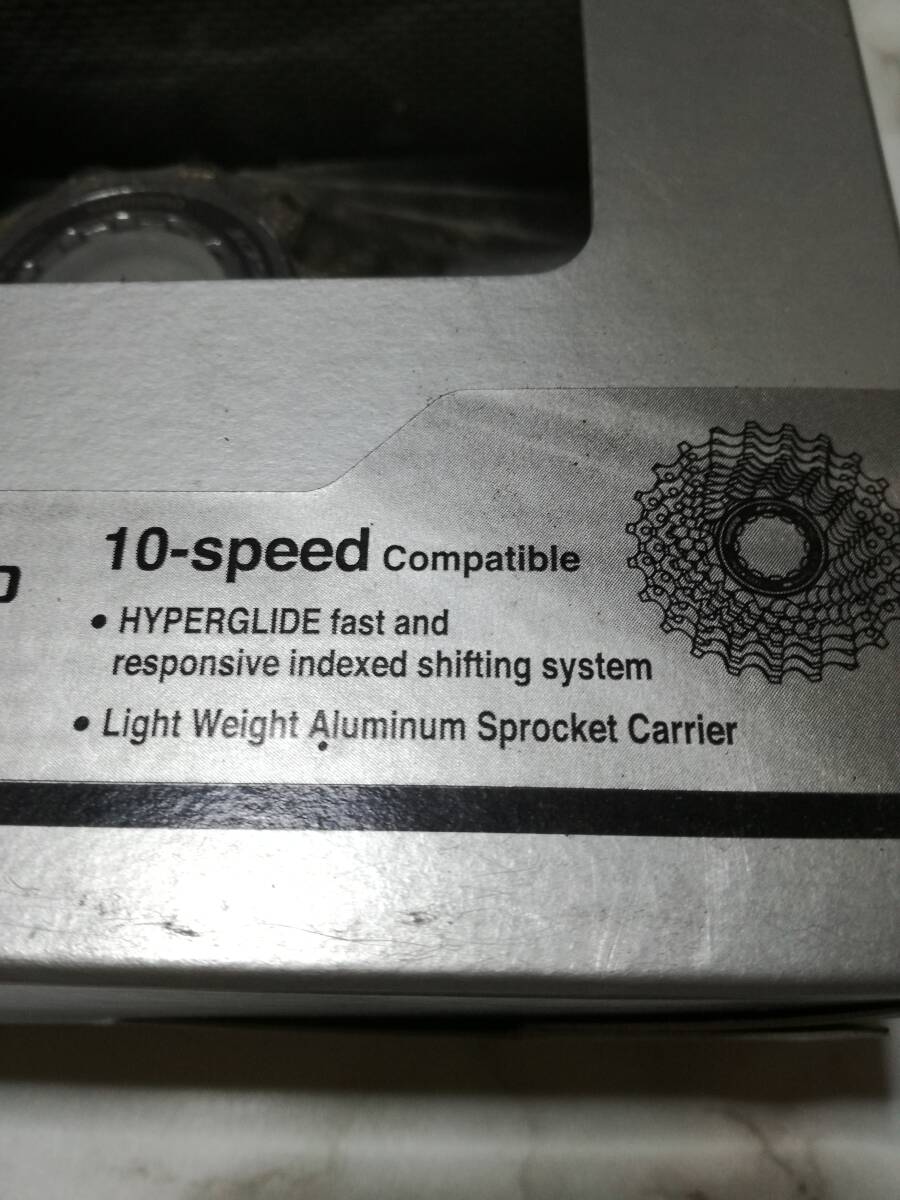 10-speed Compatible
• HYPERGLIDE fast and
responsive indexed shifting system
• Light Weight Aluminum Sprocket Carrier